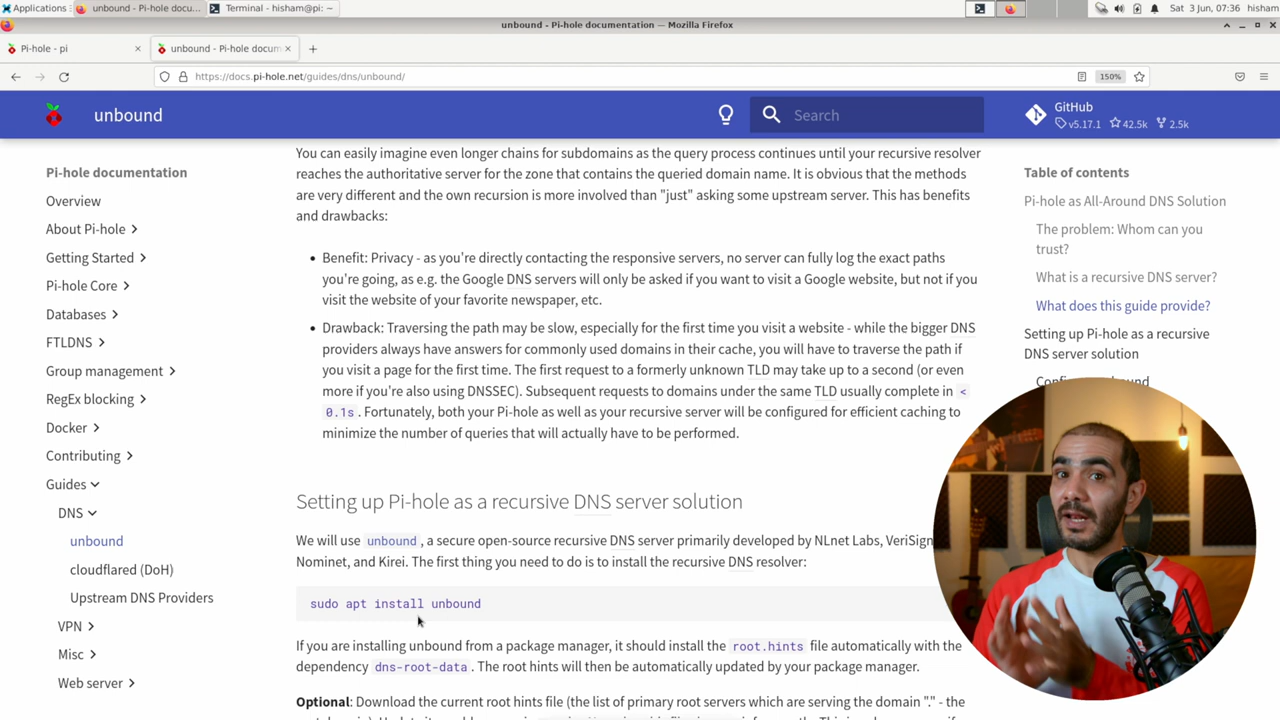 Applications
unbound - Pi-hole docu...
Terminal - hisham@pi: ~
Sat 3 Jun, 07:36 hisham
unbound - Pi-hole documentation — Mozilla Firefox
Pi-hole - pi
unbound - Pi-hole docum
https://docs.pi-hole.net/guides/dns/unbound/
150%
unbound
Search
GitHub
v5.17.1 42.5k 2.5k
Pi-hole documentation
Overview
About Pi-hole
Getting Started
Pi-hole Core
Databases
FTLDNS
Group management
RegEx blocking
Docker
Contributing
Guides
DNS
unbound
cloudflared (DoH)
Upstream DNS Providers
VPN
Misc
Web server
You can easily imagine even longer chains for subdomains as the query process continues until your recursive resolver
reaches the authoritative server for the zone that contains the queried domain name. It is obvious that the methods
are very different and the own recursion is more involved than "just" asking some upstream server. This has benefits
and drawbacks:
• Benefit: Privacy - as you're directly contacting the responsive servers, no server can fully log the exact paths
you're going, as e.g. the Google DNS servers will only be asked if you want to visit a Google website, but not if you
visit the website of your favorite newspaper, etc.
• Drawback: Traversing the path may be slow, especially for the first time you visit a website - while the bigger DNS
providers always have answers for commonly used domains in their cache, you will have to traverse the path if
you visit a page for the first time. The first request to a formerly unknown TLD may take up to a second (or even
more if you're also using DNSSEC). Subsequent requests to domains under the same TLD usually complete in <
0.1s. Fortunately, both your Pi-hole as well as your recursive server will be configured for efficient caching to
minimize the number of queries that will actually have to be performed.
Setting up Pi-hole as a recursive DNS server solution
We will use unbound, a secure open-source recursive DNS server primarily developed by NLnet Labs, VeriSign
Nominet, and Kirei. The first thing you need to do is to install the recursive DNS resolver:
sudo apt install unbound
If you are installing unbound from a package manager, it should install the root.hints file automatically with the
dependency dns-root-data. The root hints will then be automatically updated by your package manager.
Optional: Download the current root hints file (the list of primary root servers which are serving the domain "." - the
Table of contents
Pi-hole as All-Around DNS Solution
The problem: Whom can you
trust?
What is a recursive DNS server?
What does this guide provide?
Setting up Pi-hole as a recursive
DNS server solution